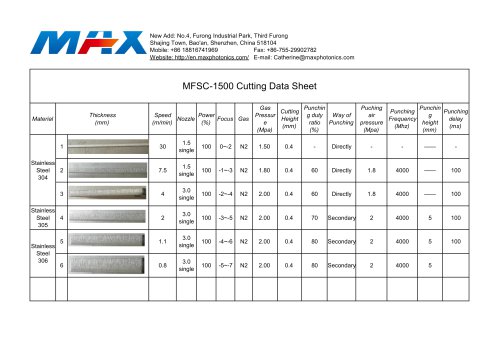 MAX
New Add: No.4, Furong Industrial Park, Third Furong
Shajing Town, Bao'an, Shenzhen, China 518104
Mobile: +86 18816741969 Fax: +86-755-29902782
Website: http://en.maxphotonics.com/ E-mail: Catherine@maxphotonics.com
MFSC-1500 Cutting Data Sheet
Materiel Thickness (mm) Speed (m/min) Nozzle Power (%) Focus Gas Gas Pressur e (Mpa) Cutting Height (mm) Punchin g duty ratio (%) Way of Punching Puching air pressure (Mpa) Punching Frequency (Mhz) Punchin g height (mm) Punching delay (ms)
Stainless Steel 304
1 30 1.5 single 100 0~-2 N2 1.50 0.4 - Directly - - —— -
2 7.5 1.5 single 100 -1~-3 N2 1.80 0.4 60 Directly 1.8 4000 —— 100
3 4 3.0 single 100 -2~-4 N2 2.00 0.4 60 Directly 1.8 4000 —— 100
Stainless Steel 305
4 2 3.0 single 100 -3~-5 N2 2.00 0.4 70 Secondary 2 4000 5 100
Stainless Steel 306
5 1.1 3.0 single 100 -4~-6 N2 2.00 0.4 80 Secondary 2 4000 5 100
6 0.8 3.0 single 100 -5~-7 N2 2.00 0.4 80 Secondary 2 4000 5